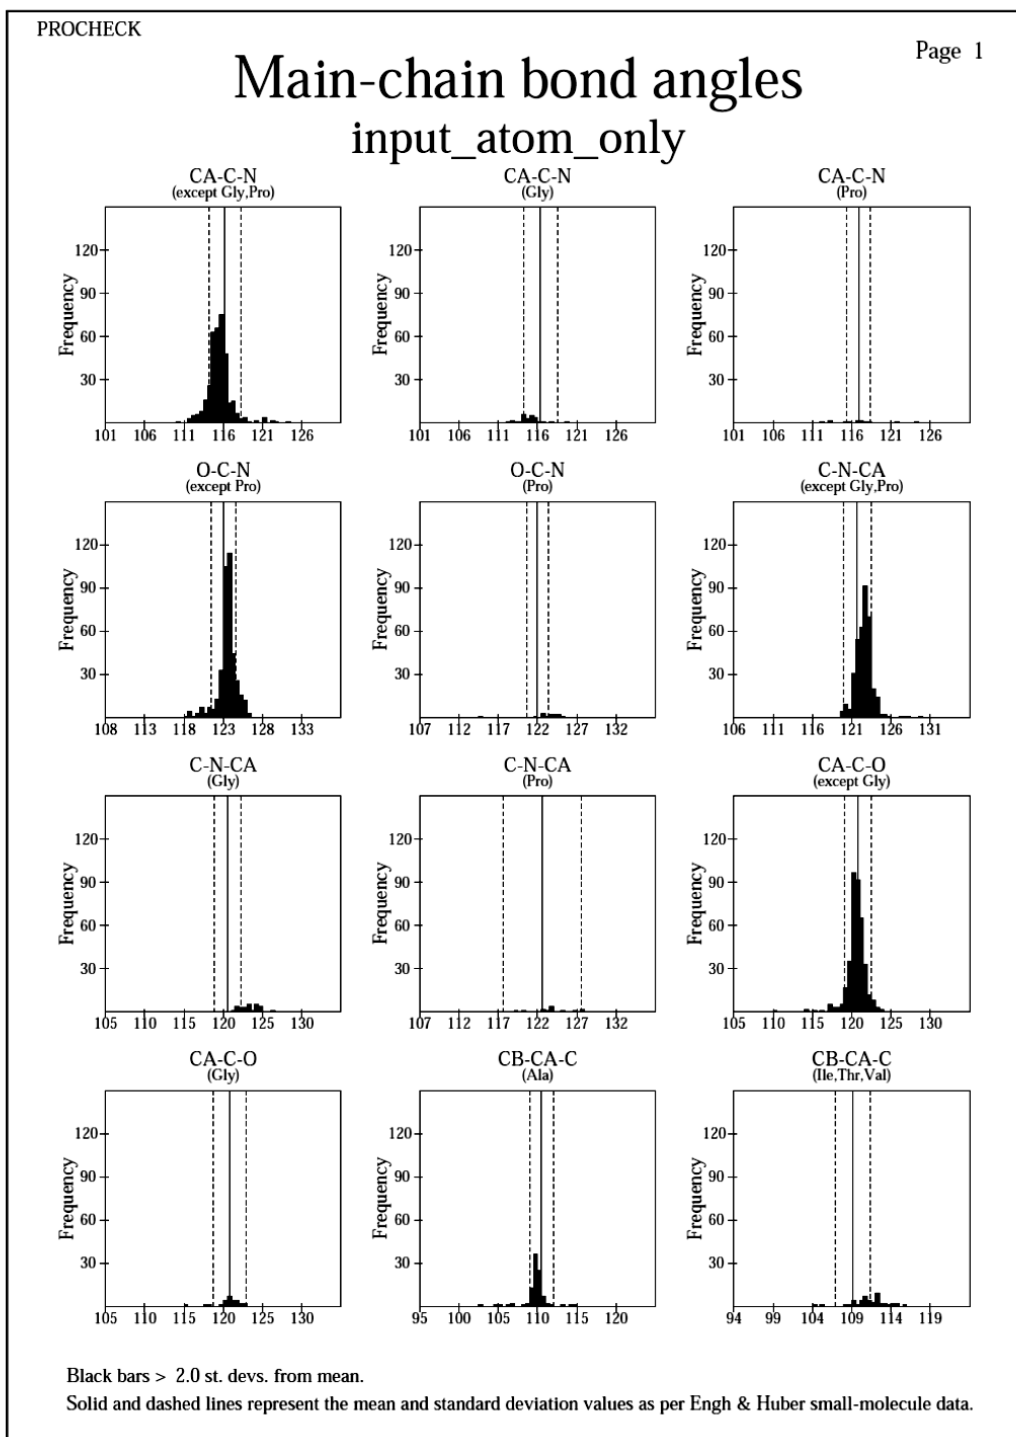 PROCHECK
Page 1
Main-chain bond angles
input_atom_only
CA-C-N
(except Gly,Pro)
Frequency
120
90
60
30
101 106 111 116 121 126
CA-C-N
(Gly)
Frequency
120
90
60
30
101 106 111 116 121 126
CA-C-N
(Pro)
Frequency
120
90
60
30
101 106 111 116 121 126
O-C-N
(except Pro)
Frequency
120
90
60
30
108 113 118 123 128 133
O-C-N
(Pro)
Frequency
120
90
60
30
107 112 117 122 127 132
C-N-CA
(except Gly,Pro)
Frequency
120
90
60
30
106 111 116 121 126 131
C-N-CA
(Gly)
Frequency
120
90
60
30
105 110 115 120 125 130
C-N-CA
(Pro)
Frequency
120
90
60
30
107 112 117 122 127 132
CA-C-O
(except Gly)
Frequency
120
90
60
30
105 110 115 120 125 130
CA-C-O
(Gly)
Frequency
120
90
60
30
105 110 115 120 125 130
CB-CA-C
(Ala)
Frequency
120
90
60
30
95 100 105 110 115 120
CB-CA-C
(Ile,Thr,Val)
Frequency
120
90
60
30
94 99 104 109 114 119
Black bars > 2.0 st. devs. from mean.
Solid and dashed lines represent the mean and standard deviation values as per Engh & Huber small-molecule data.